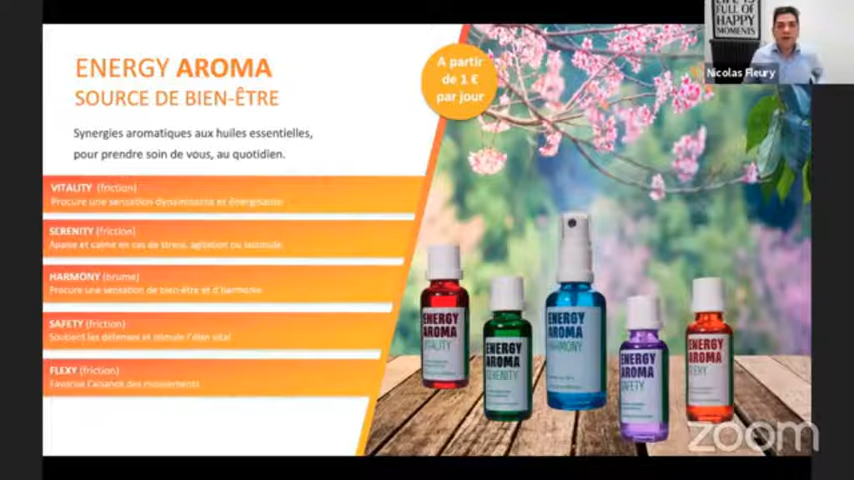 ENERGY AROMA
SOURCE DE BIEN-ÊTRE
Synergies aromatiques aux huiles essentielles,
pour prendre soin de vous, au quotidien.
A partir
de 1 €
par jour
VITALITY (friction)
Procure une sensation dynamisante et énergisante
SERENITY (friction)
Apaise et calme en cas de stress, agitation ou
HARMONY (brume)
Procure une sensation de bien-être et d'harmonie
SAFETY (friction)
Soutient les défenses et stimule l'élan vital
FLEXY (friction)
Favorise l'aisance des mouvements
ENERGY
AROMA
VITALITY
ENERGY
AROMA
SERENITY
ENERGY
AROMA
HARMONY
ENERGY
AROMA
SAFETY
ENERGY
AROMA
FLEXY
LIFE IS
FULL OF
HAPPY
MOMENTS
Nicolas Fleury
zoom